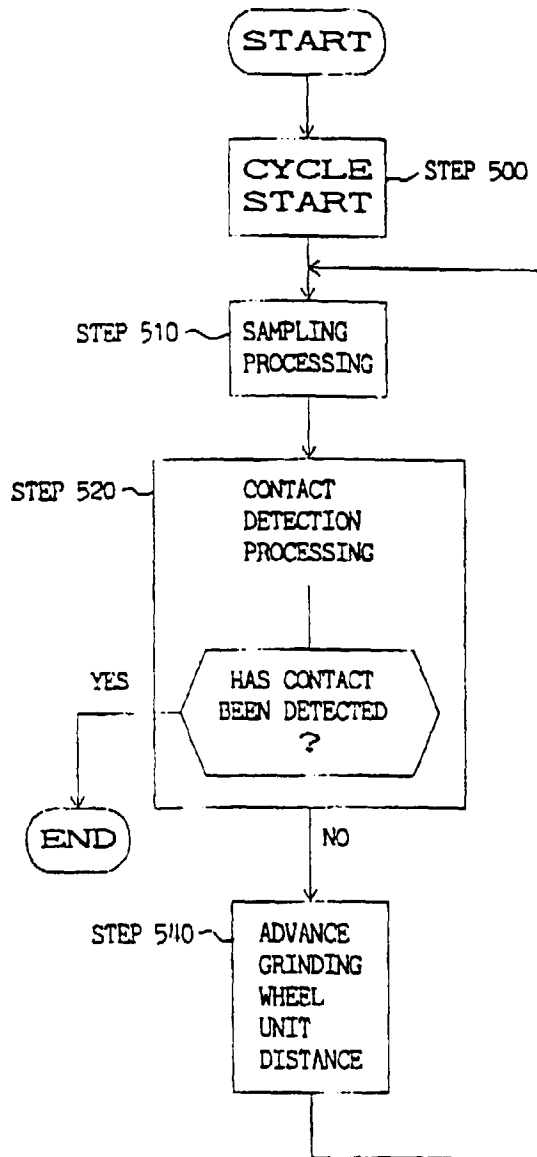 START
CYCLE
START
STEP 500
STEP 510
SAMPLING
PROCESSING
STEP 520
CONTACT
DETECTION
PROCESSING
YES
HAS CONTACT
BEEN DETECTED
?
END
NO
STEP 540
ADVANCE
GRINDING
WHEEL
UNIT
DISTANCE